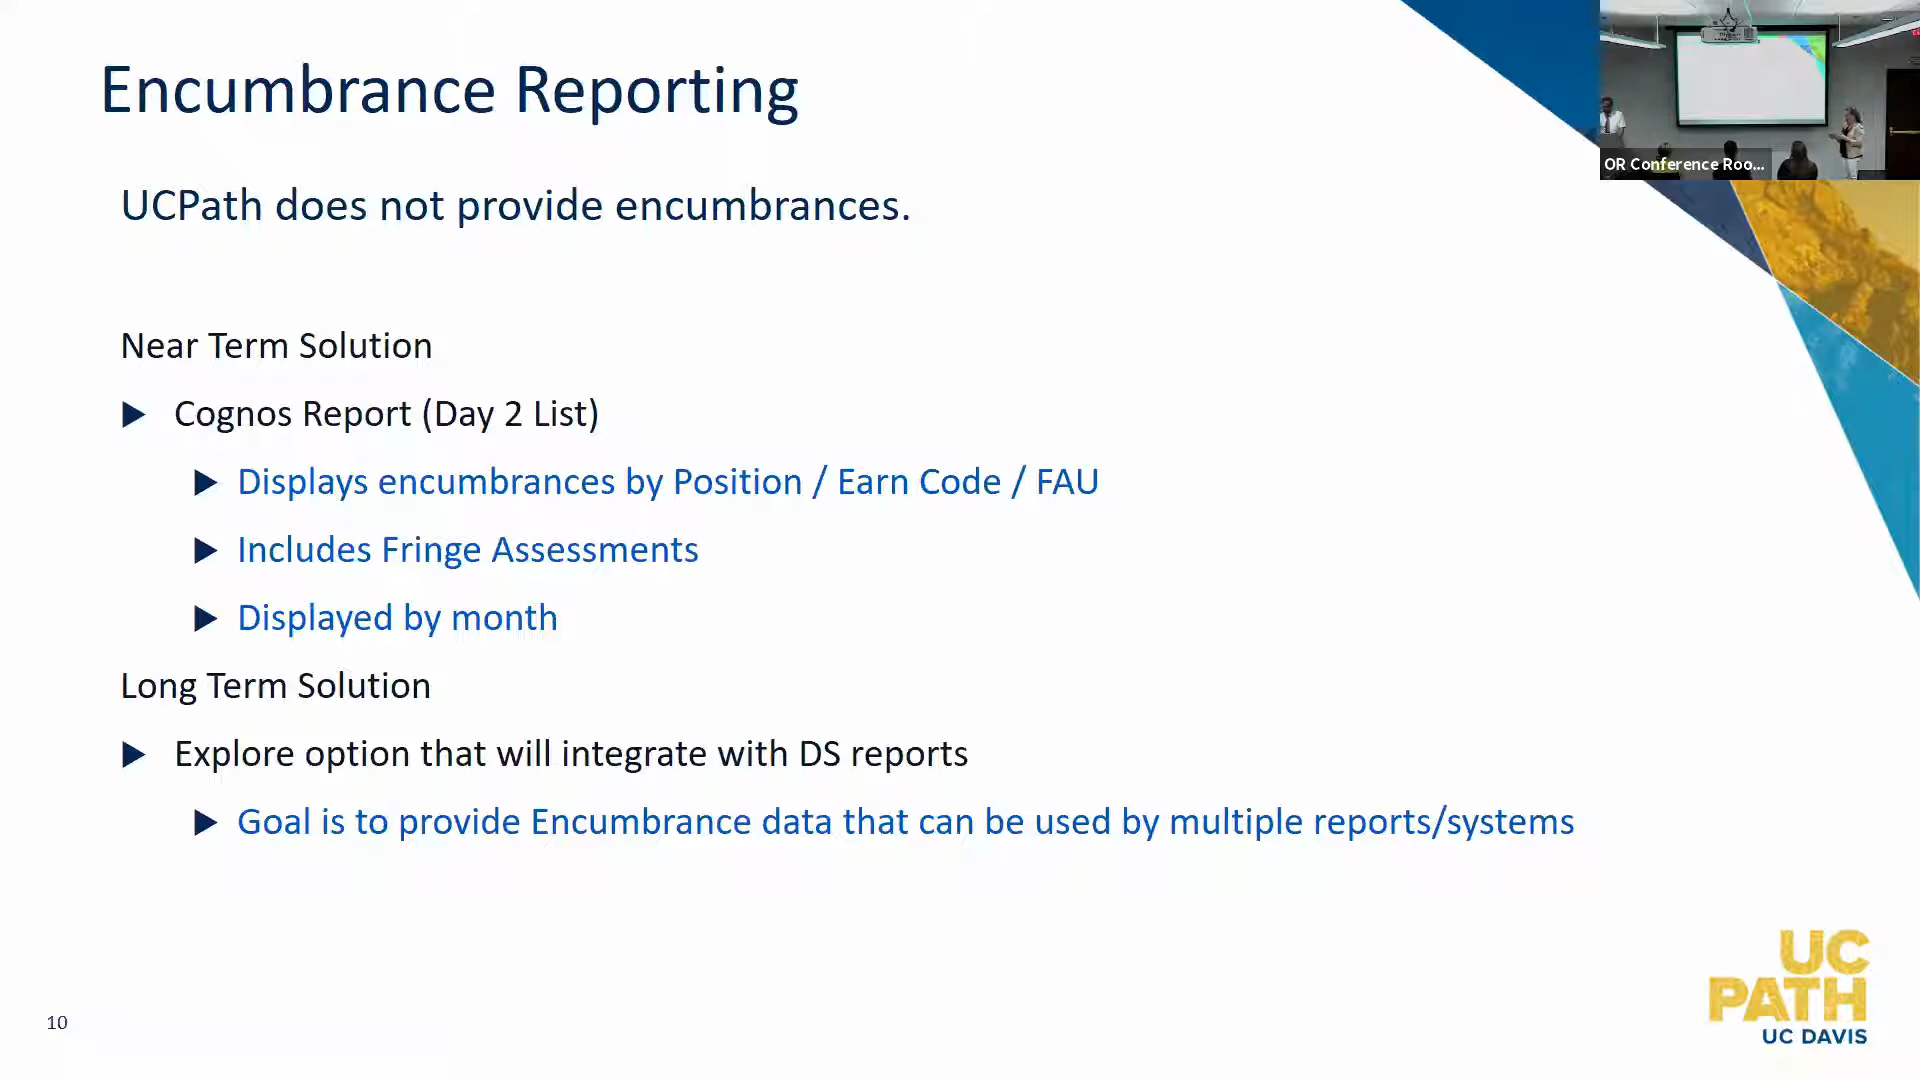 Encumbrance Reporting
OR Conference Roo...
UCPath does not provide encumbrances.
Near Term Solution
Cognos Report (Day 2 List)
Displays encumbrances by Position / Earn Code / FAU
Includes Fringe Assessments
Displayed by month
Long Term Solution
Explore option that will integrate with DS reports
Goal is to provide Encumbrance data that can be used by multiple reports/systems
UC
PATH
UC DAVIS
10